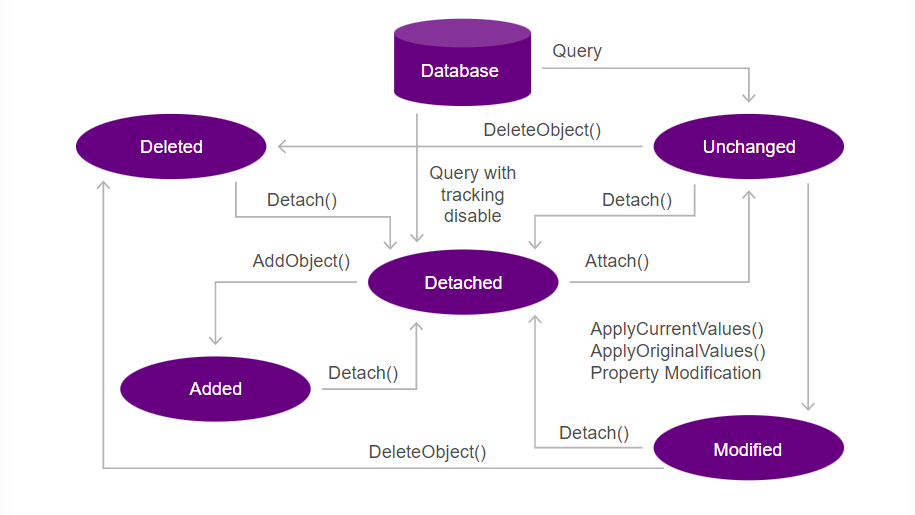 Query
Database
DeleteObject()
Deleted
Unchanged
Query with
tracking
disable
Detach()
Detach()
AddObject()
Attach()
Detached
ApplyCurrentValues()
ApplyOriginalValues()
Property Modification
Detach()
Added
Detach()
DeleteObject()
Modified